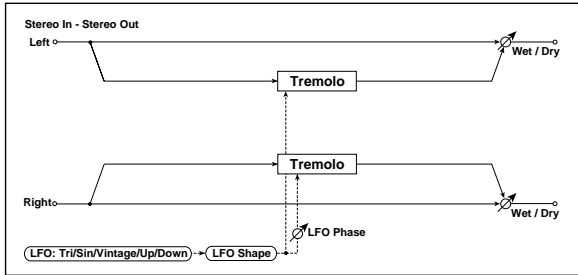 Stereo In - Stereo Out
Left
Wet / Dry
Tremolo
Tremolo
Right
Wet / Dry
LFO Phase
LFO: Tri/Sin/Vintage/Up/Down
LFO Shape